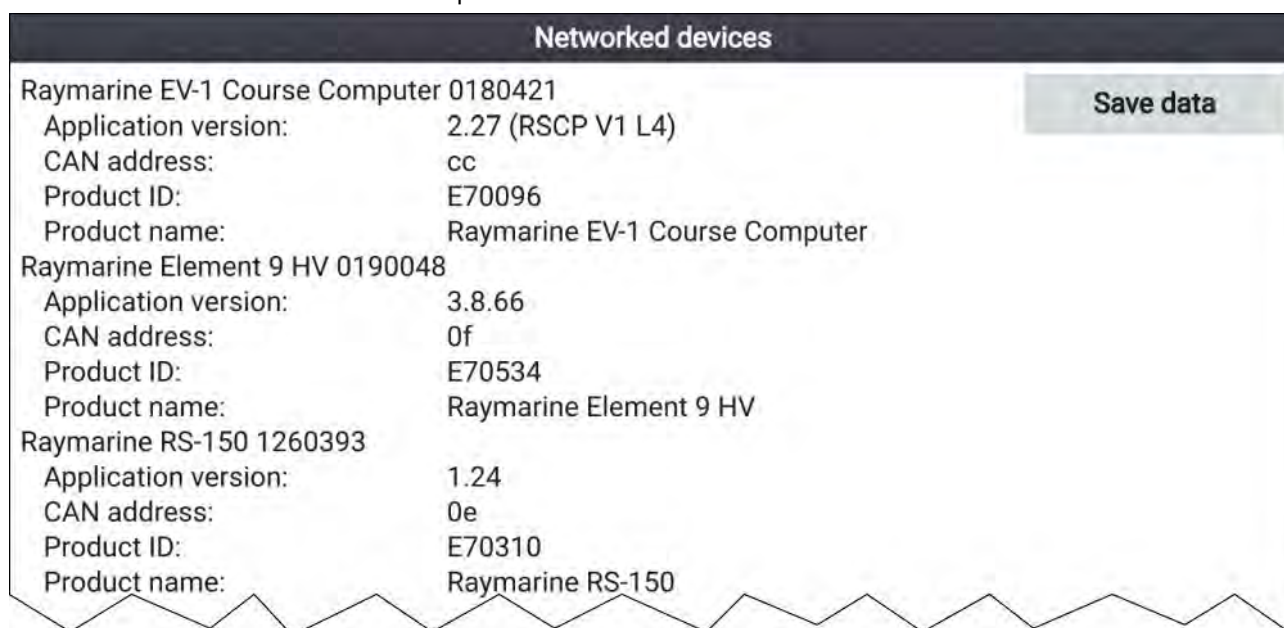 Networked devices
Raymarine EV-1 Course Computer 0180421
Save data
Application version: 2.27 (RSCP V1 L4)
CAN address: cc
Product ID: E70096
Product name: Raymarine EV-1 Course Computer
Raymarine Element 9 HV 0190048
Application version: 3.8.66
CAN address: 0f
Product ID: E70534
Product name: Raymarine Element 9 HV
Raymarine RS-150 1260393
Application version: 1.24
CAN address: 0e
Product ID: E70310
Product name: Raymarine RS-150